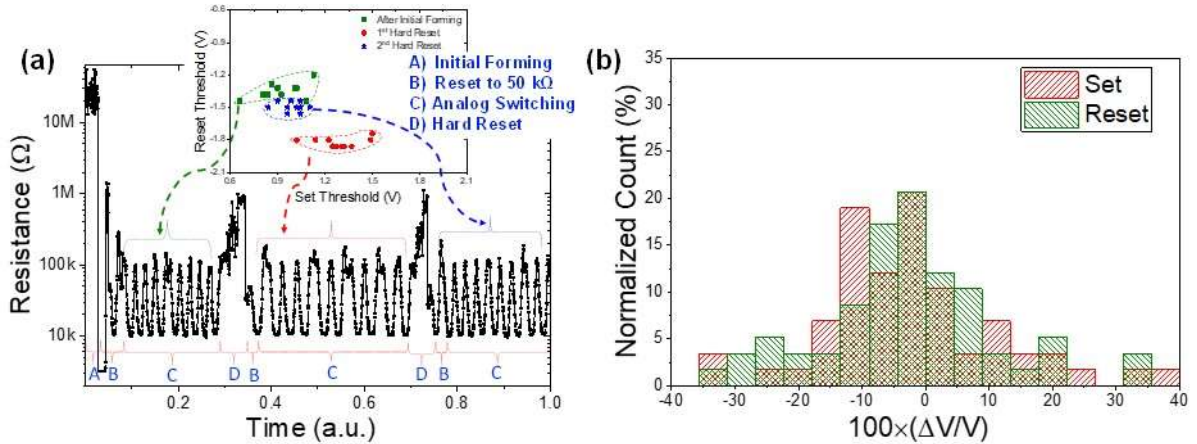 (a)
-0.6
-0.9
-1.2
-1.5
-1.8
-2.1
Reset Threshold (V)
After Initial Forming
1st Hard Reset
2nd Hard Reset
0.6 0.9 1.2 1.5 1.8 2.1
Set Threshold (V)
A) Initial Forming
B) Reset to 50 kΩ
C) Analog Switching
D) Hard Reset
Resistance (Ω)
10M
1M
100k
10k
A B C D B C D B C
0.2 0.4 0.6 0.8 1.0
Time (a.u.)
(b)
Normalized Count (%)
35
30
25
20
15
10
5
0
Set
Reset
-40 -30 -20 -10 0 10 20 30 40
100×(ΔV/V)